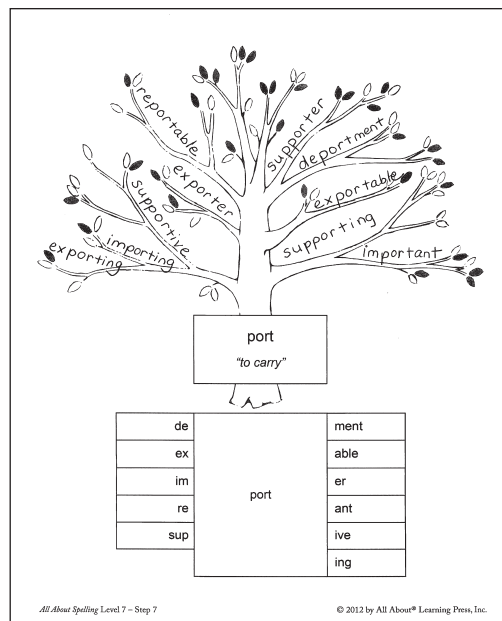 reportable
supporter
deportment
exporter
exportable
supportive
supporting
importing
exporting
important
port
"to carry"
de
ex
im
re
sup
port
ment
able
er
ant
ive
ing
All About Spelling Level 7 – Step 7
© 2012 by All About® Learning Press, Inc.